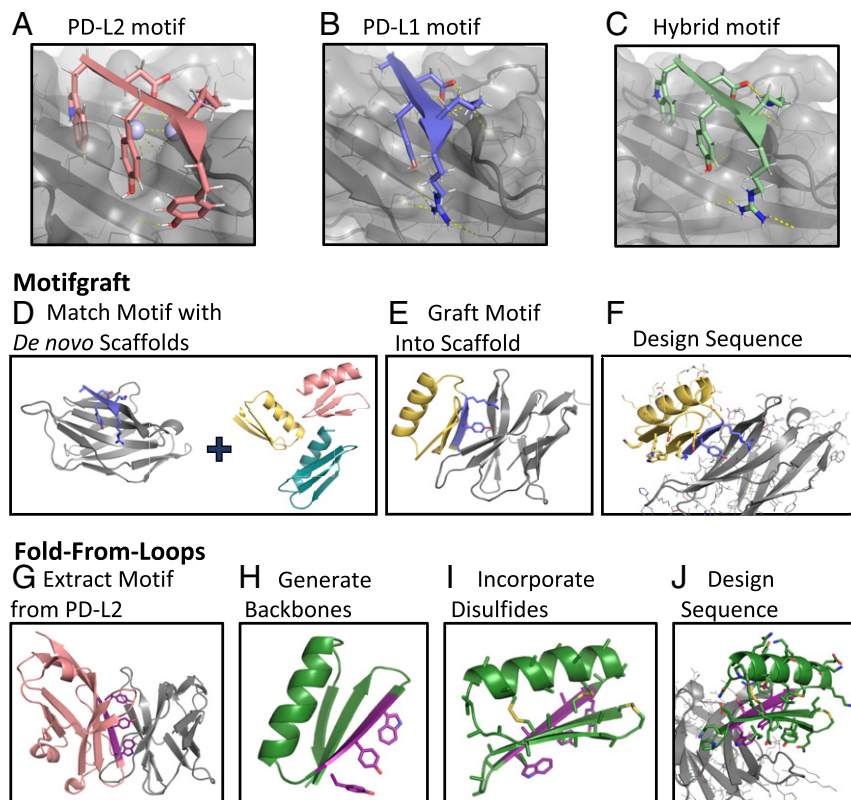 A PD-L2 motif
B PD-L1 motif
C Hybrid motif
Motifgraft
D Match Motif with
De novo Scaffolds
E Graft Motif
Into Scaffold
F Design Sequence
Fold-From-Loops
G Extract Motif
from PD-L2
H Generate
Backbones
I Incorporate
Disulfides
J Design
Sequence